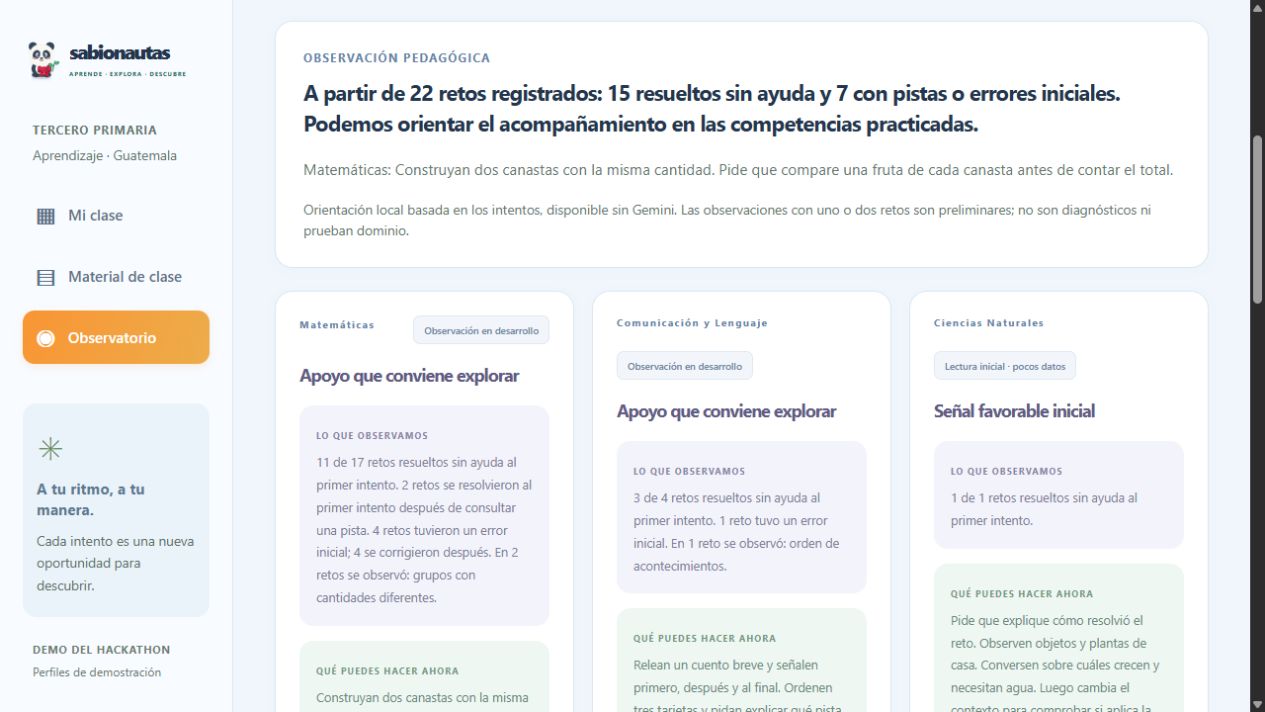 sabionautas
APRENDE · EXPLORA · DESCUBRE
TERCERO PRIMARIA
Aprendizaje · Guatemala
Mi clase
Material de clase
Observatorio
A tu ritmo, a tu
manera.
Cada intento es una nueva
oportunidad para
descubrir.
DEMO DEL HACKATHON
Perfiles de demostración
OBSERVACIÓN PEDAGÓGICA
A partir de 22 retos registrados: 15 resueltos sin ayuda y 7 con pistas o errores iniciales.
Podemos orientar el acompañamiento en las competencias practicadas.
Matemáticas: Construyan dos canastas con la misma cantidad. Pide que compare una fruta de cada canasta antes de contar el total.
Orientación local basada en los intentos, disponible sin Gemini. Las observaciones con uno o dos retos son preliminares; no son diagnósticos ni
prueban dominio.
Matemáticas
Observación en desarrollo
Apoyo que conviene explorar
LO QUE OBSERVAMOS
11 de 17 retos resueltos sin ayuda al
primer intento. 2 retos se resolvieron al
primer intento después de consultar
una pista. 4 retos tuvieron un error
inicial; 4 se corrigieron después. En 2
retos se observó: grupos con
cantidades diferentes.
QUÉ PUEDES HACER AHORA
Construyan dos canastas con la misma
Comunicación y Lenguaje
Observación en desarrollo
Apoyo que conviene explorar
LO QUE OBSERVAMOS
3 de 4 retos resueltos sin ayuda al
primer intento. 1 reto tuvo un error
inicial. En 1 reto se observó: orden de
acontecimientos.
QUÉ PUEDES HACER AHORA
Relean un cuento breve y señalen
primero, después y al final. Ordenen
tres tarjetas y pidan explicar qué pista
Ciencias Naturales
Lectura inicial · pocos datos
Señal favorable inicial
LO QUE OBSERVAMOS
1 de 1 retos resueltos sin ayuda al
primer intento.
QUÉ PUEDES HACER AHORA
Pide que explique cómo resolvió el
reto. Observen objetos y plantas de
casa. Conversen sobre cuáles crecen y
necesitan agua. Luego cambia el
contexto para comprobar si aplica la